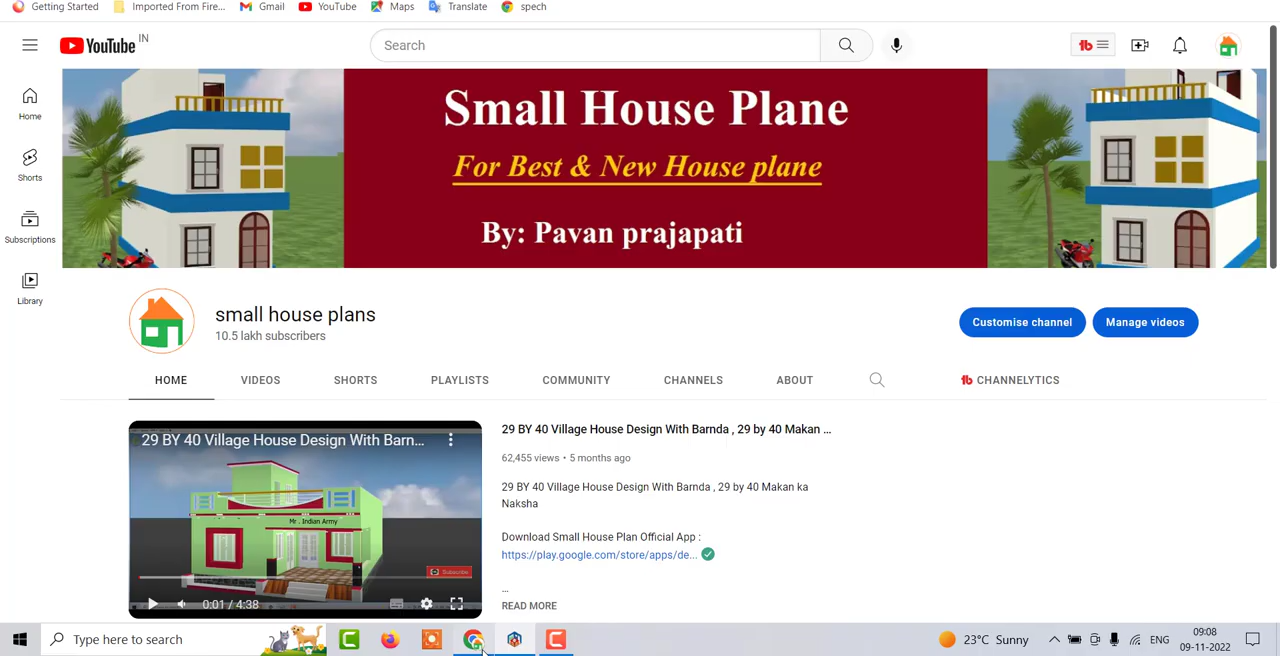 Getting Started Imported From Fire... Gmail YouTube Maps Translate spech
YouTube IN
Search
tb
Home
Shorts
Subscriptions
Library
Small House Plane
For Best & New House plane
By: Pavan prajapati
small house plans
10.5 lakh subscribers
Customise channel
Manage videos
HOME VIDEOS SHORTS PLAYLISTS COMMUNITY CHANNELS ABOUT tb CHANNELYTICS
29 BY 40 Village House Design With Barn...
Mr . Indian Army
Subscribe
0:01 / 4:38
29 BY 40 Village House Design With Barnda , 29 by 40 Makan ...
62,455 views • 5 months ago
29 BY 40 Village House Design With Barnda , 29 by 40 Makan ka
Naksha
Download Small House Plan Official App :
https://play.google.com/store/apps/de...
...
READ MORE
Type here to search
23°C Sunny
ENG
09:08
09-11-2022